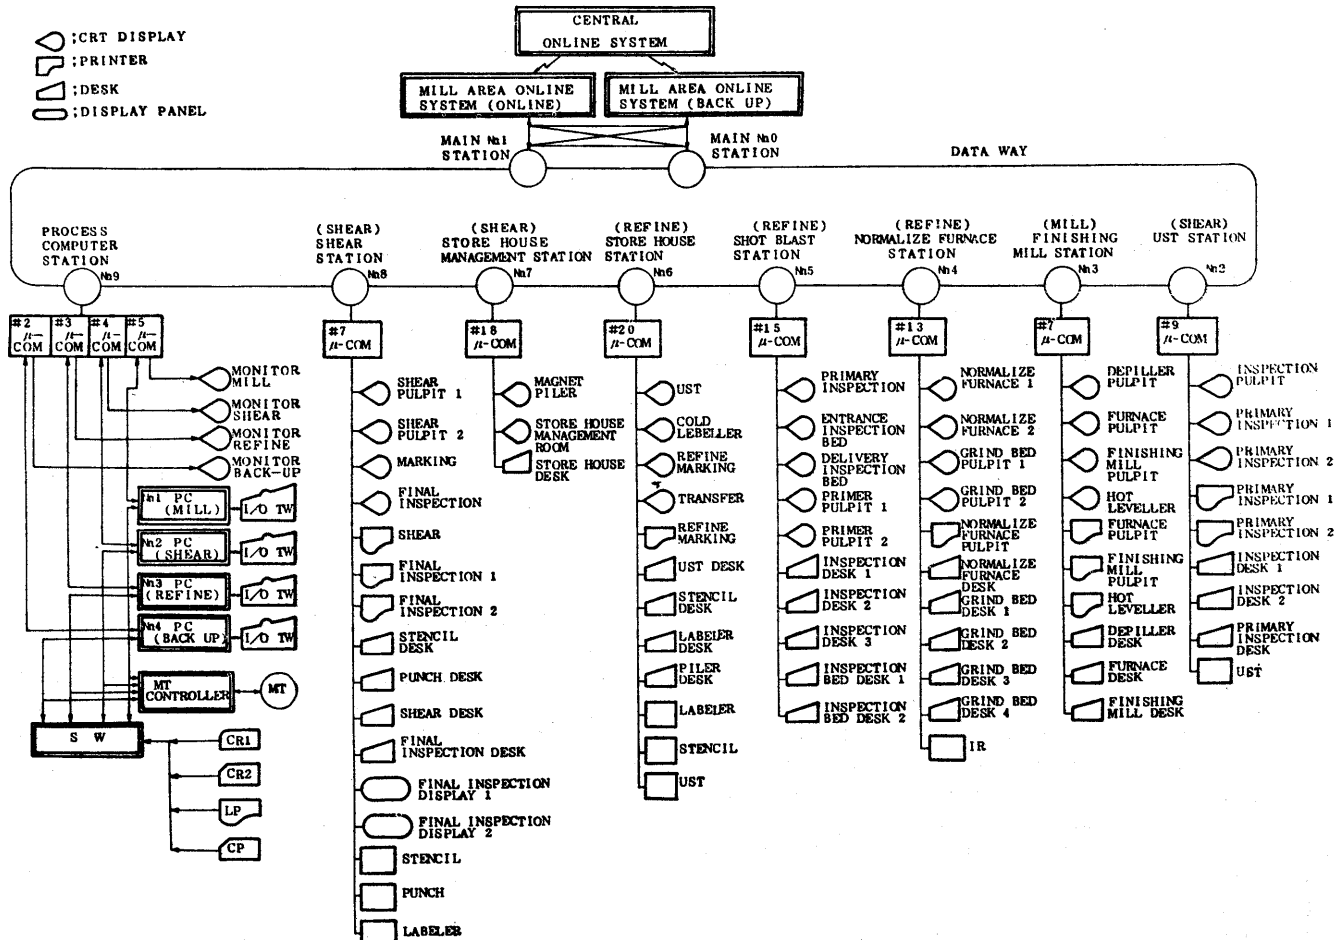 CENTRAL
ONLINE SYSTEM
;CRT DISPLAY
;PRINTER
;DESK
;DISPLAY PANEL
MILL AREA ONLINE
SYSTEM (ONLINE)
MILL AREA ONLINE
SYSTEM (BACK UP)
MAIN №1
STATION
MAIN №0
STATION
DATA WAY
PROCESS
COMPUTER
STATION
№9
(SHEAR)
SHEAR
STATION
№8
(SHEAR)
STORE HOUSE
MANAGEMENT STATION
№7
(REFINE)
STORE HOUSE
STATION
№6
(REFINE)
SHOT BLAST
STATION
№5
(REFINE)
NORMALIZE FURNACE
STATION
№4
(MILL)
FINISHING
MILL STATION
№3
(SHEAR)
UST STATION
№2
#2
μ-
COM
#3
μ-
COM
#4
μ-
COM
#5
μ-
COM
MONITOR
MILL
MONITOR
SHEAR
MONITOR
REFINE
MONITOR
BACK-UP
№1 PC
(MILL)
I/O TW
№2 PC
(SHEAR)
I/O TW
№3 PC
(REFINE)
I/O TW
№4 PC
(BACK UP)
I/O TW
MT
CONTROLLER
MT
S W
CR1
CR2
LP
CP
#7
μ-COM
SHEAR
PULPIT 1
SHEAR
PULPIT 2
MARKING
FINAL
INSPECTION
SHEAR
FINAL
INSPECTION 1
FINAL
INSPECTION 2
STENCIL
DESK
PUNCH DESK
SHEAR DESK
FINAL
INSPECTION DESK
FINAL INSPECTION
DISPLAY 1
FINAL INSPECTION
DISPLAY 2
STENCIL
PUNCH
LABELER
#18
μ-COM
MAGNET
PILER
STORE HOUSE
MANAGEMENT
ROOM
STORE HOUSE
DESK
#20
μ-COM
UST
COLD
LEBELLER
REFINE
MARKING
TRANSFER
REFINE
MARKING
UST DESK
STENCIL
DESK
LABELER
DESK
PILER
DESK
LABELER
STENCIL
UST
#15
μ-COM
PRIMARY
INSPECTION
ENTRANCE
INSPECTION
BED
DELIVERY
INSPECTION
BED
PRIMER
PULPIT 1
PRIMER
PULPIT 2
INSPECTION
DESK 1
INSPECTION
DESK 2
INSPECTION
DESK 3
INSPECTION
BED DESK 1
INSPECTION
BED DESK 2
#13
μ-COM
NORMALIZE
FURNACE 1
NORMALIZE
FURNACE 2
GRIND BED
PULPIT 1
GRIND BED
PULPIT 2
NORMALIZE
FURNACE
PULPIT
NORMALIZE
FURNACE
DESK
GRIND BED
DESK 1
GRIND BED
DESK 2
GRIND BED
DESK 3
GRIND BED
DESK 4
IR
#7
μ-COM
DEPILLER
PULPIT
FURNACE
PULPIT
FINISHING
MILL
PULPIT
HOT
LEVELLER
FURNACE
PULPIT
FINISHING
MILL
PULPIT
HOT
LEVELLER
DEPILLER
DESK
FURNACE
DESK
FINISHING
MILL DESK
#9
μ-COM
INSPECTION
PULPIT
PRIMARY
INSPECTION 1
PRIMARY
INSPECTION 2
PRIMARY
INSPECTION 1
PRIMARY
INSPECTION 2
INSPECTION
DESK 1
INSPECTION
DESK 2
PRIMARY
INSPECTION
DESK
UST